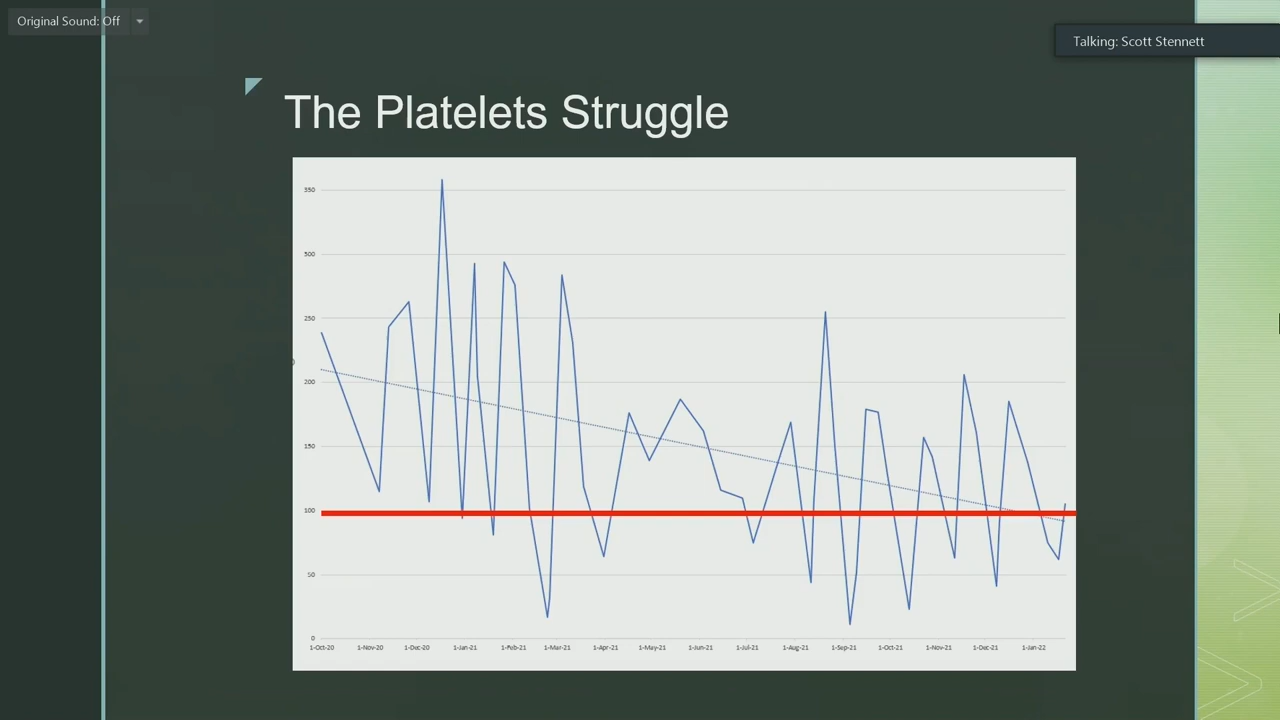 Original Sound: Off
Talking: Scott Stennett
The Platelets Struggle
350
300
250
200
150
100
50
0
1-Oct-20 1-Nov-20 1-Dec-20 1-Jan-21 1-Feb-21 1-Mar-21 1-Apr-21 1-May-21 1-Jun-21 1-Jul-21 1-Aug-21 1-Sep-21 1-Oct-21 1-Nov-21 1-Dec-21 1-Jan-22